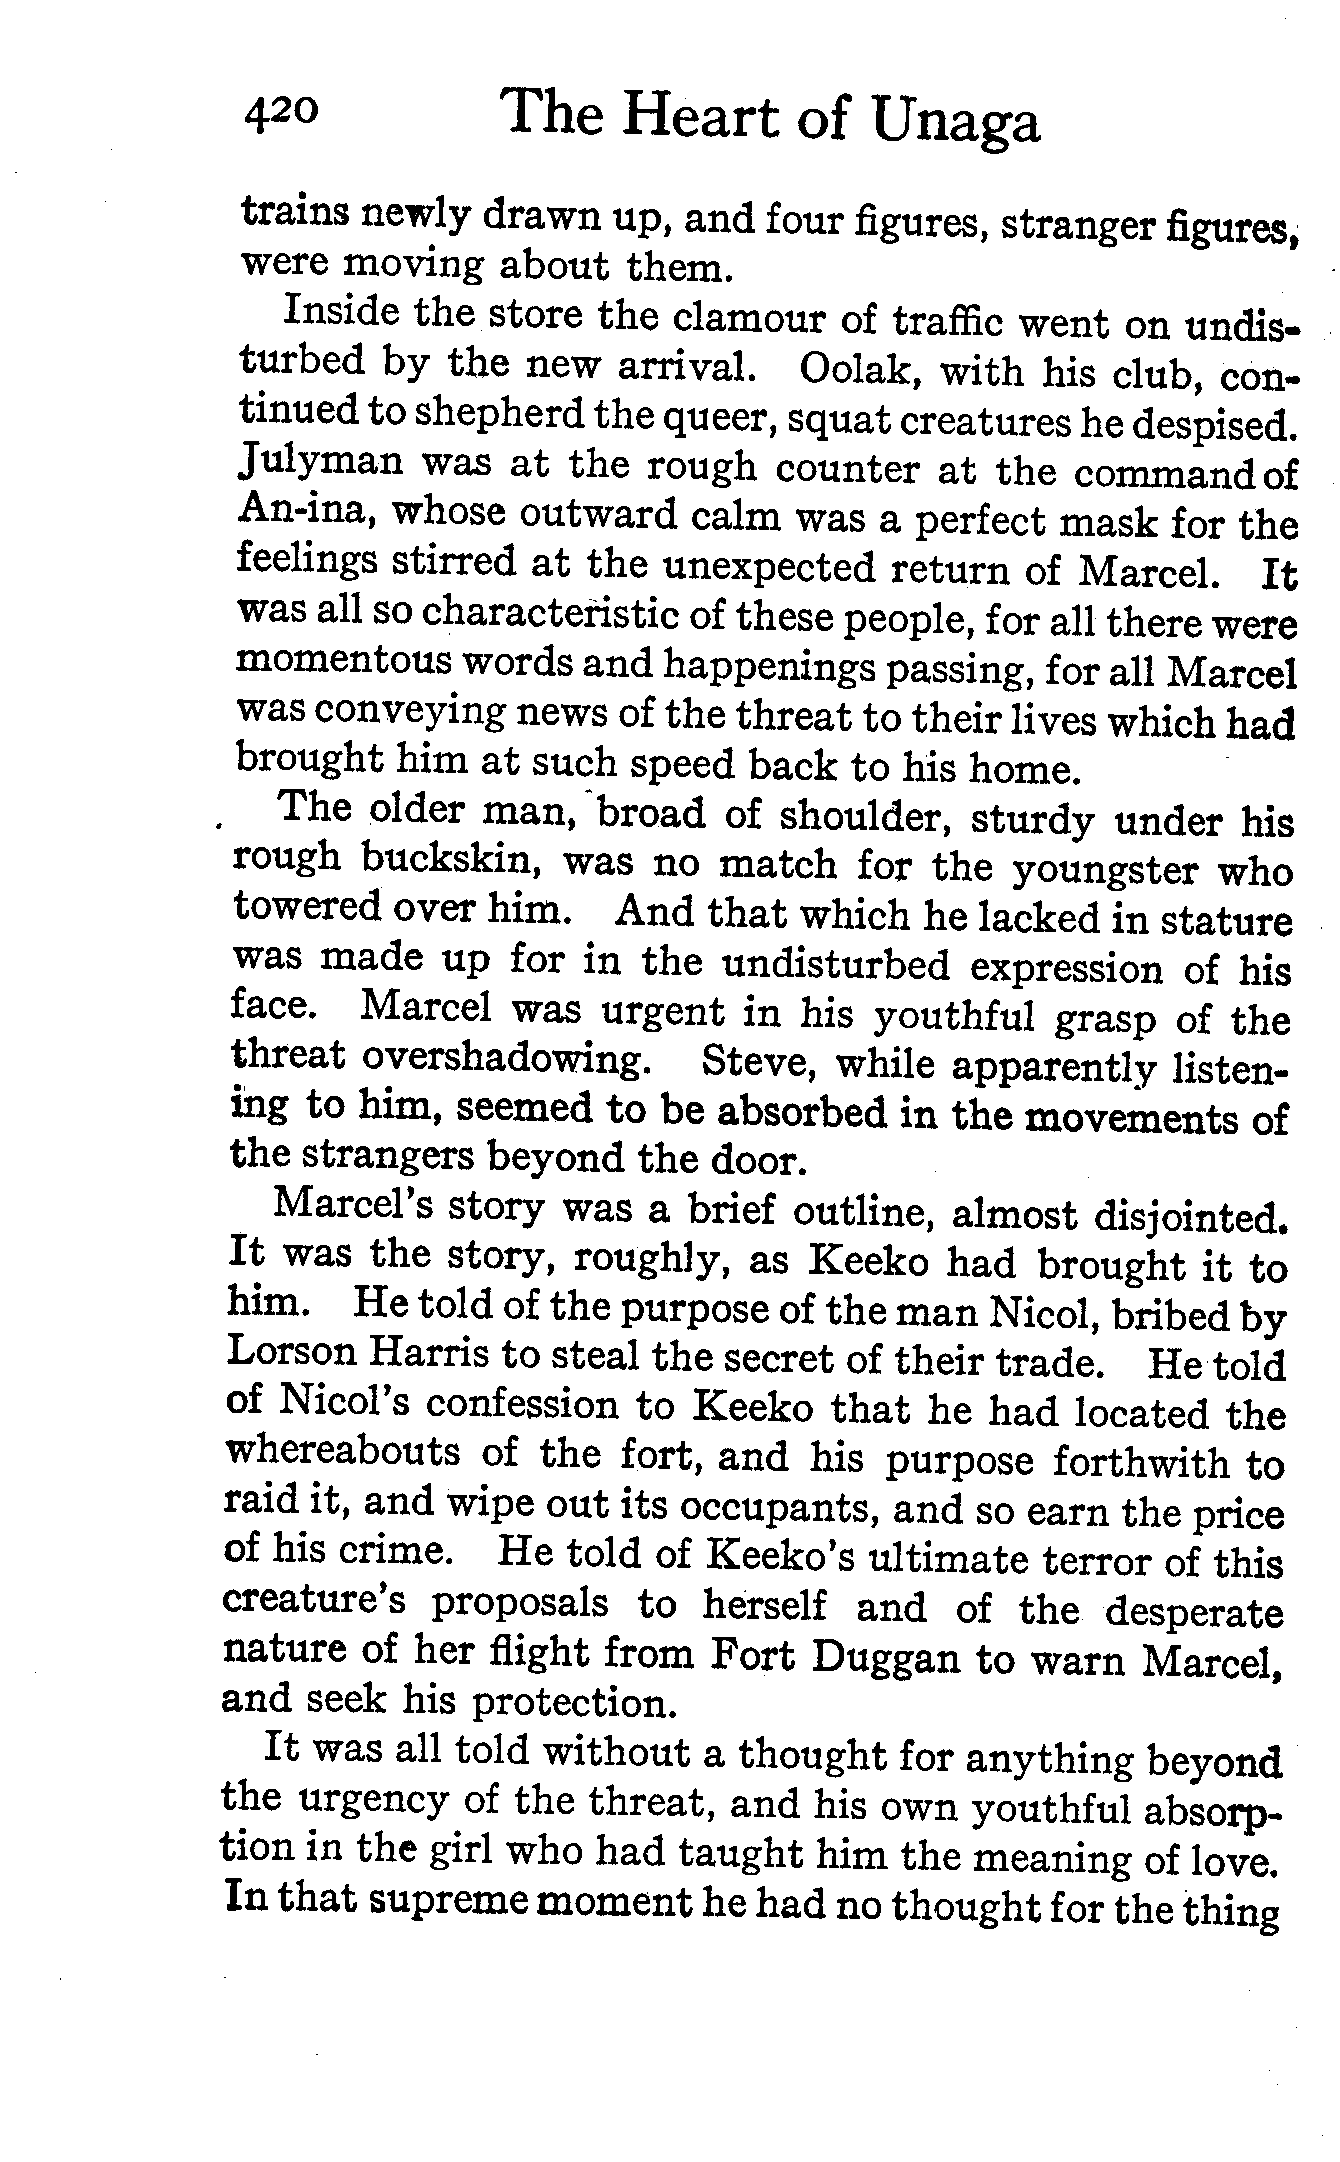 420 The Heart of Unaga
trains newly drawn up, and four figures, stranger figures,
were moving about them.
Inside the store the clamour of traffic went on undis-
turbed by the new arrival. Oolak, with his club, con-
tinued to shepherd the queer, squat creatures he despised.
Julyman was at the rough counter at the command of
An-ina, whose outward calm was a perfect mask for the
feelings stirred at the unexpected return of Marcel. It
was all so characteristic of these people, for all there were
momentous words and happenings passing, for all Marcel
was conveying news of the threat to their lives which had
brought him at such speed back to his home.
The older man, broad of shoulder, sturdy under his
rough buckskin, was no match for the youngster who
towered over him. And that which he lacked in stature
was made up for in the undisturbed expression of his
face. Marcel was urgent in his youthful grasp of the
threat overshadowing. Steve, while apparently listen-
ing to him, seemed to be absorbed in the movements of
the strangers beyond the door.
Marcel's story was a brief outline, almost disjointed.
It was the story, roughly, as Keeko had brought it to
him. He told of the purpose of the man Nicol, bribed by
Lorson Harris to steal the secret of their trade. He told
of Nicol's confession to Keeko that he had located the
whereabouts of the fort, and his purpose forthwith to
raid it, and wipe out its occupants, and so earn the price
of his crime. He told of Keeko's ultimate terror of this
creature's proposals to herself and of the desperate
nature of her flight from Fort Duggan to warn Marcel,
and seek his protection.
It was all told without a thought for anything beyond
the urgency of the threat, and his own youthful absorp-
tion in the girl who had taught him the meaning of love.
In that supreme moment he had no thought for the thing